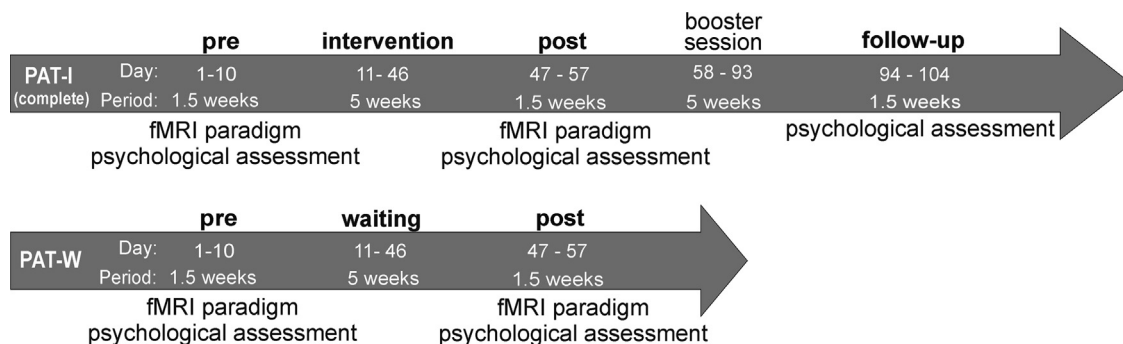 booster
pre intervention post session follow-up
PAT-I Day: 1-10 11- 46 47 - 57 58 - 93 94 - 104
(complete) Period: 1.5 weeks 5 weeks 1.5 weeks 5 weeks 1.5 weeks
fMRI paradigm fMRI paradigm psychological assessment
psychological assessment psychological assessment
pre waiting post
PAT-W Day: 1-10 11- 46 47 - 57
Period: 1.5 weeks 5 weeks 1.5 weeks
fMRI paradigm fMRI paradigm
psychological assessment psychological assessment